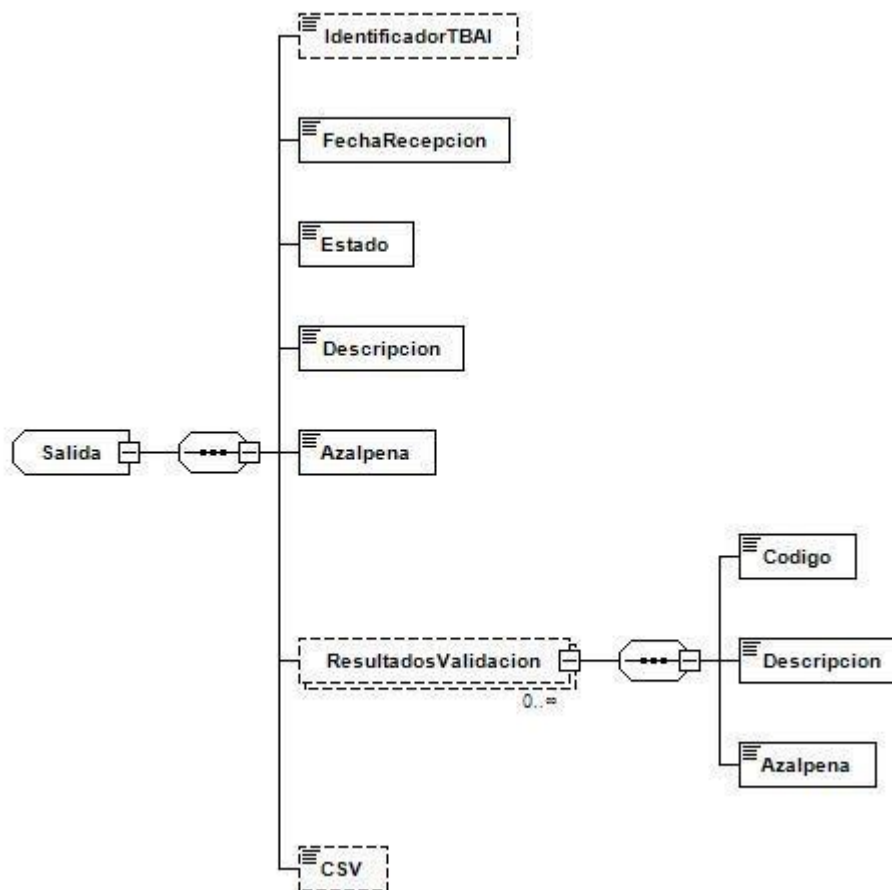 IdentificadorTBAI
FechaRecepcion
Estado
Descripcion
Salida
Azalpena
Codigo
ResultadosValidacion
Descripcion
0..∞
Azalpena
CSV